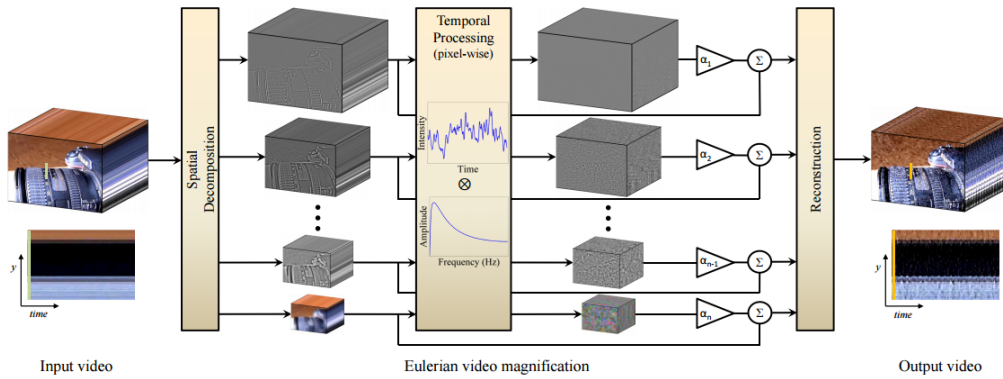 Temporal
Processing
(pixel-wise)
Spatial
Decomposition
Intensity
Time
⊗
Amplitude
Frequency (Hz)
α1
Σ
α2
Σ
αn-1
Σ
αn
Σ
Reconstruction
y
time
y
time
Input video
Eulerian video magnification
Output video